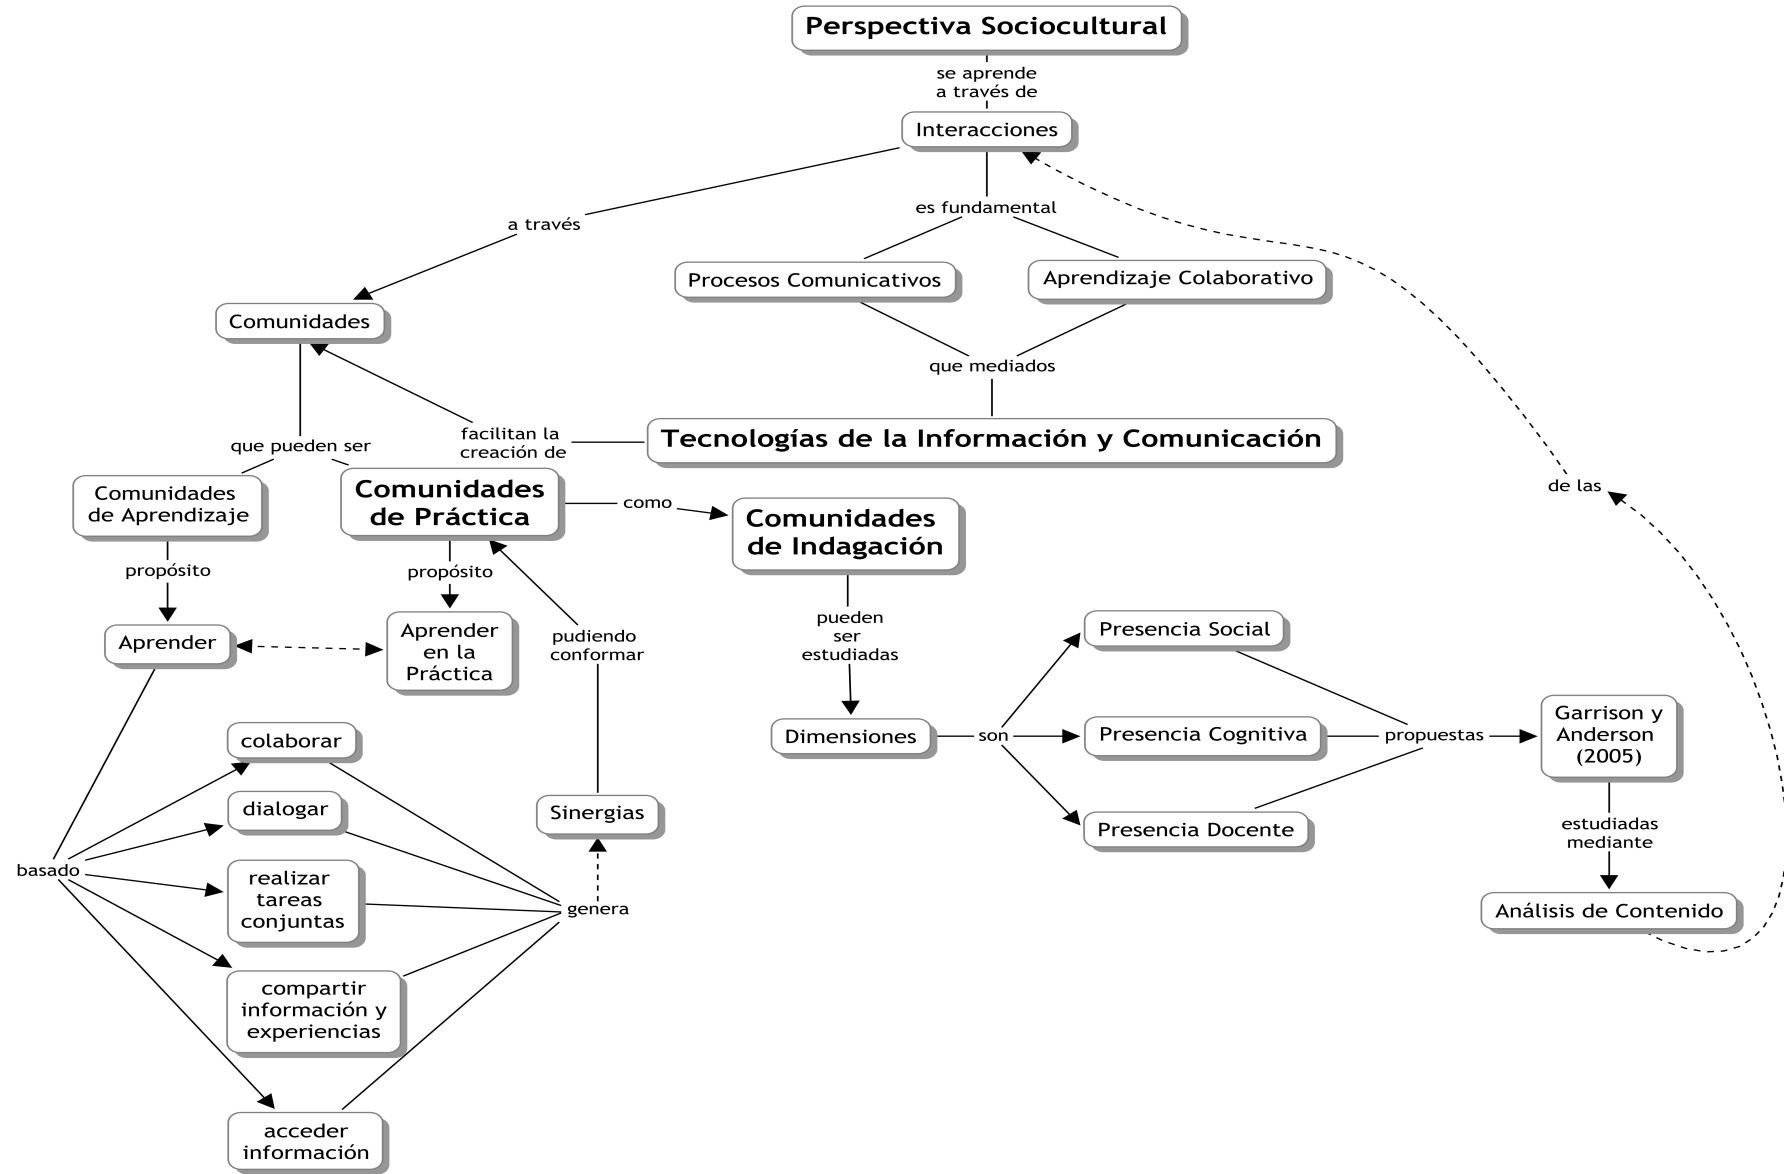 Perspectiva Sociocultural
se aprende
a través de
Interacciones
a través
es fundamental
Procesos Comunicativos
Aprendizaje Colaborativo
Comunidades
que mediados
que pueden ser
facilitan la
creación de
Tecnologías de la Información y Comunicación
de las
Comunidades
de Aprendizaje
Comunidades
de Práctica
como
Comunidades
de Indagación
propósito
propósito
Aprender
Aprender
en la
Práctica
pudiendo
conformar
pueden
ser
estudiadas
Presencia Social
Dimensiones
son
Presencia Cognitiva
propuestas
Garrison y
Anderson
(2005)
Presencia Docente
estudiadas
mediante
Análisis de Contenido
colaborar
dialogar
Sinergias
basado
realizar
tareas
conjuntas
genera
compartir
información y
experiencias
acceder
información